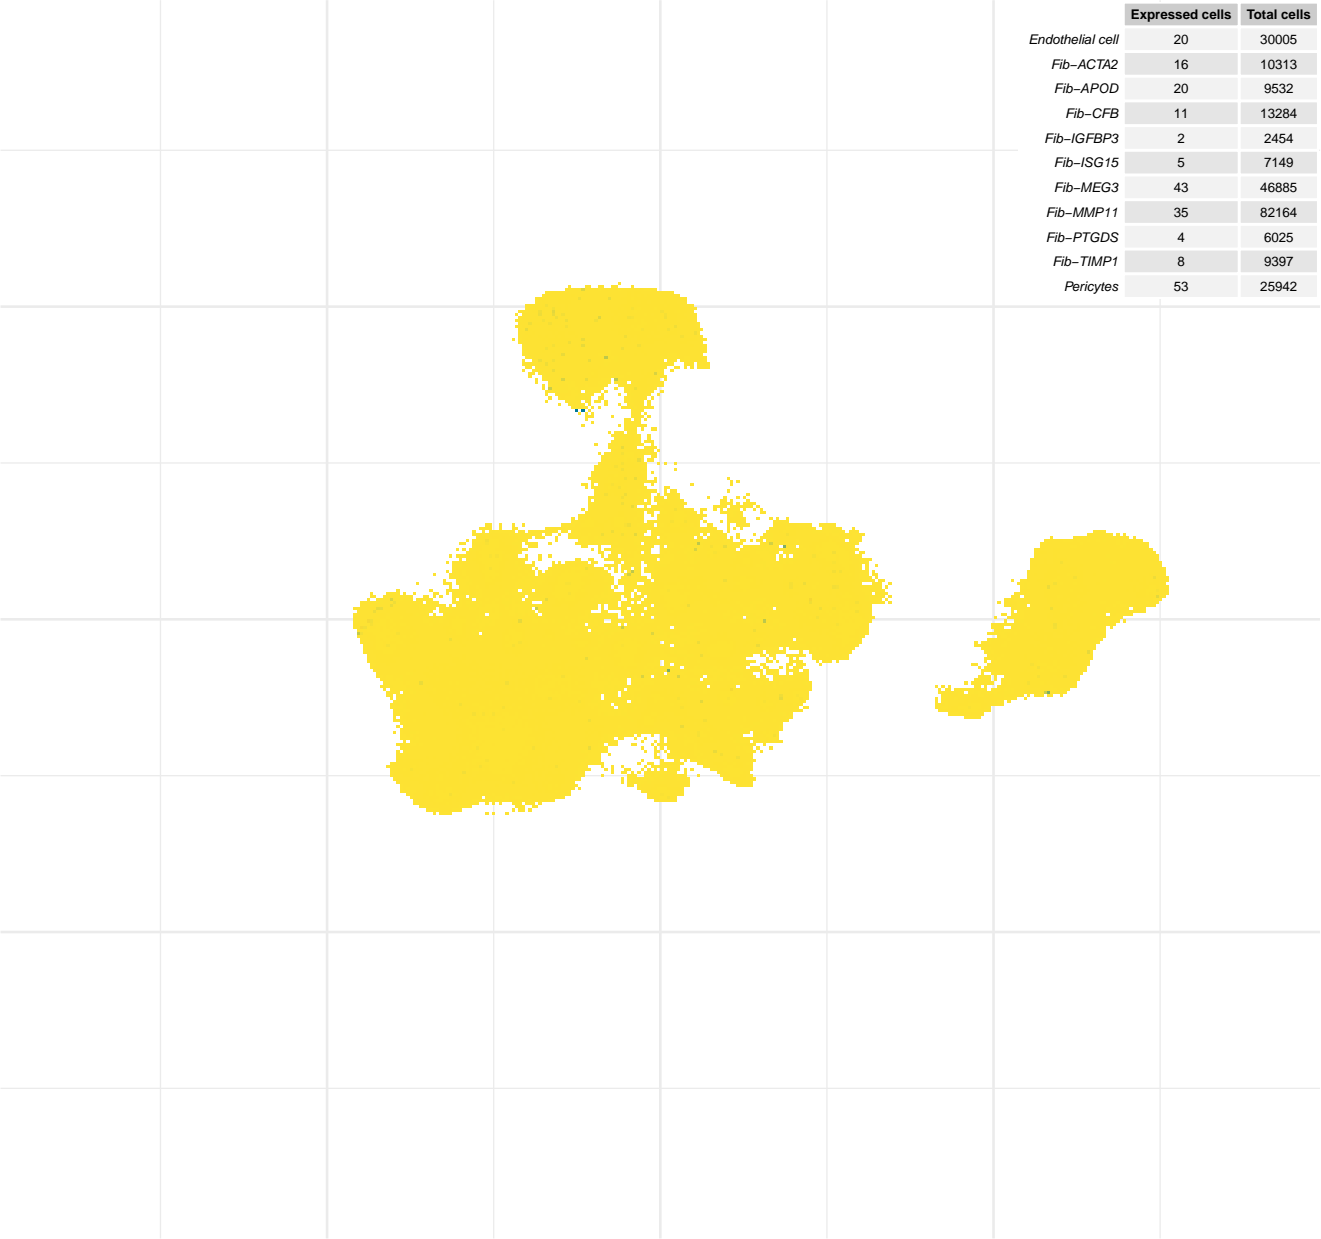 Expressed cells Total cells
Endothelial cell 20 30005
Fib−ACTA2 16 10313
Fib−APOD 20 9532
Fib−CFB 11 13284
Fib−IGFBP3 2 2454
Fib−ISG15 5 7149
Fib−MEG3 43 46885
Fib−MMP11 35 82164
Fib−PTGDS 4 6025
Fib−TIMP1 8 9397
Pericytes 53 25942